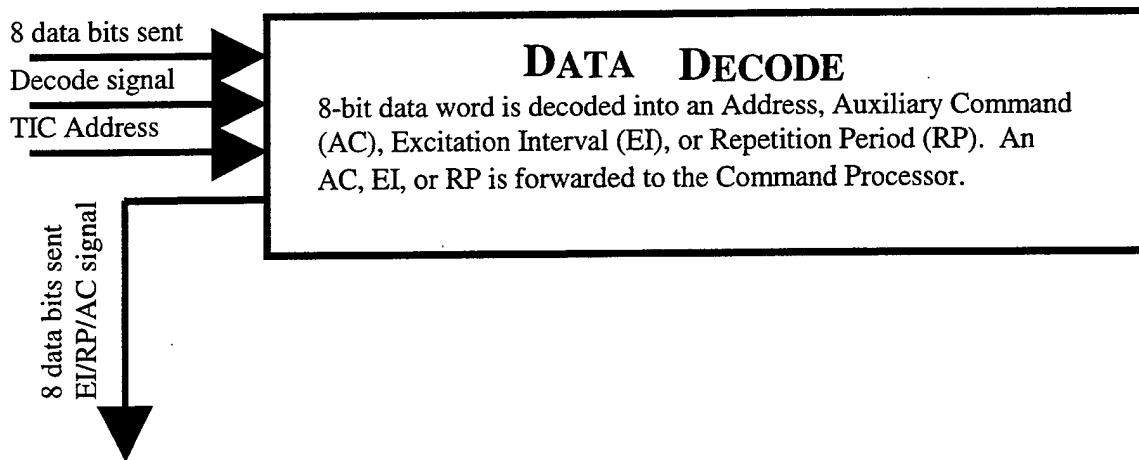 8 data bits sent
Decode signal
TIC Address
DATA DECODE
8-bit data word is decoded into an Address, Auxiliary Command
(AC), Excitation Interval (EI), or Repetition Period (RP). An
AC, EI, or RP is forwarded to the Command Processor.
8 data bits sent
EI/RP/AC signal